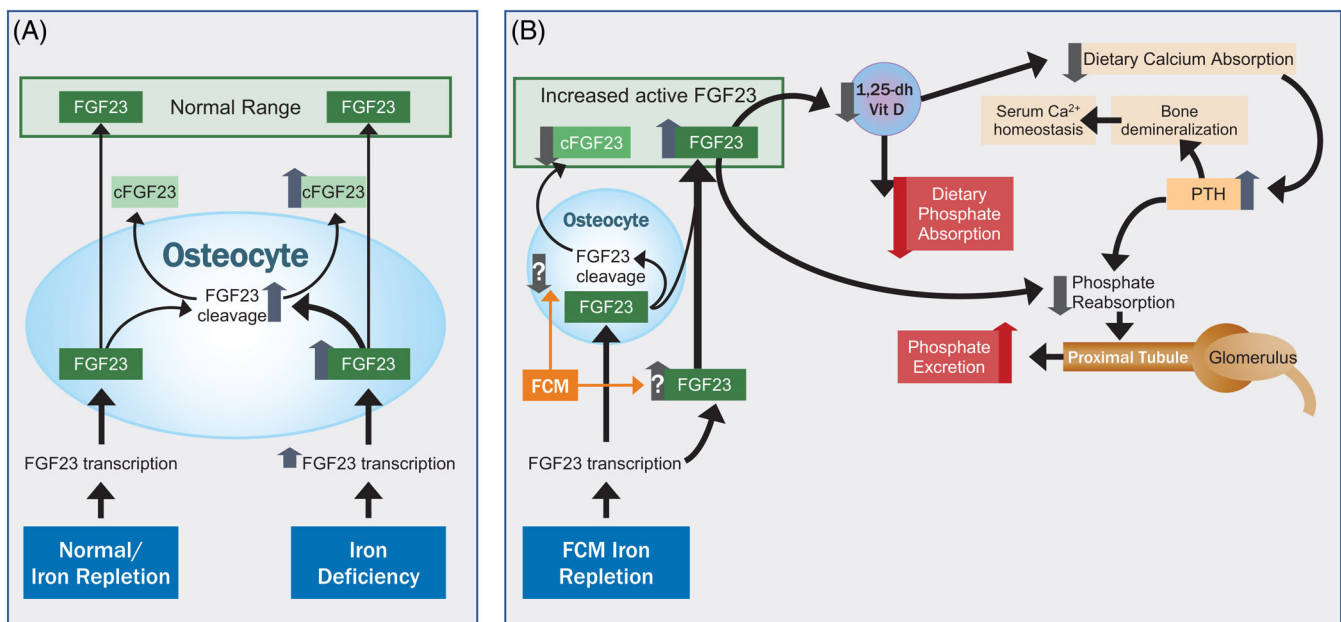 (A)
FGF23
Normal Range
FGF23
cFGF23
cFGF23
Osteocyte
FGF23
cleavage
FGF23
FGF23
FGF23 transcription
FGF23 transcription
Normal/
Iron Repletion
Iron
Deficiency
(B)
Increased active FGF23
cFGF23
FGF23
Osteocyte
FGF23
cleavage
?
FGF23
FCM
?
FGF23
FGF23 transcription
FCM Iron
Repletion
1,25-dh
Vit D
Dietary Calcium Absorption
Serum Ca²⁺
homeostasis
Bone
demineralization
PTH
Dietary
Phosphate
Absorption
Phosphate
Reabsorption
Phosphate
Excretion
Proximal Tubule
Glomerulus